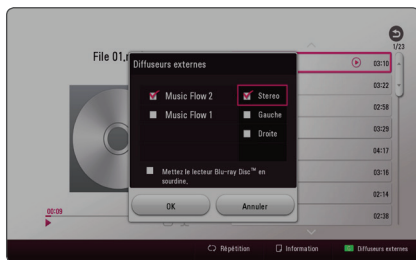 1/23
File 01.
Diffuseurs externes
Music Flow 2
Music Flow 1
Stereo
Gauche
Droite
Mettez le lecteur Blu-ray Disc™ en
sourdine.
OK
Annuler
03:10
03:22
02:58
03:29
04:17
03:16
02:14
02:38
00:09
Répétition
Information
Diffuseurs externes